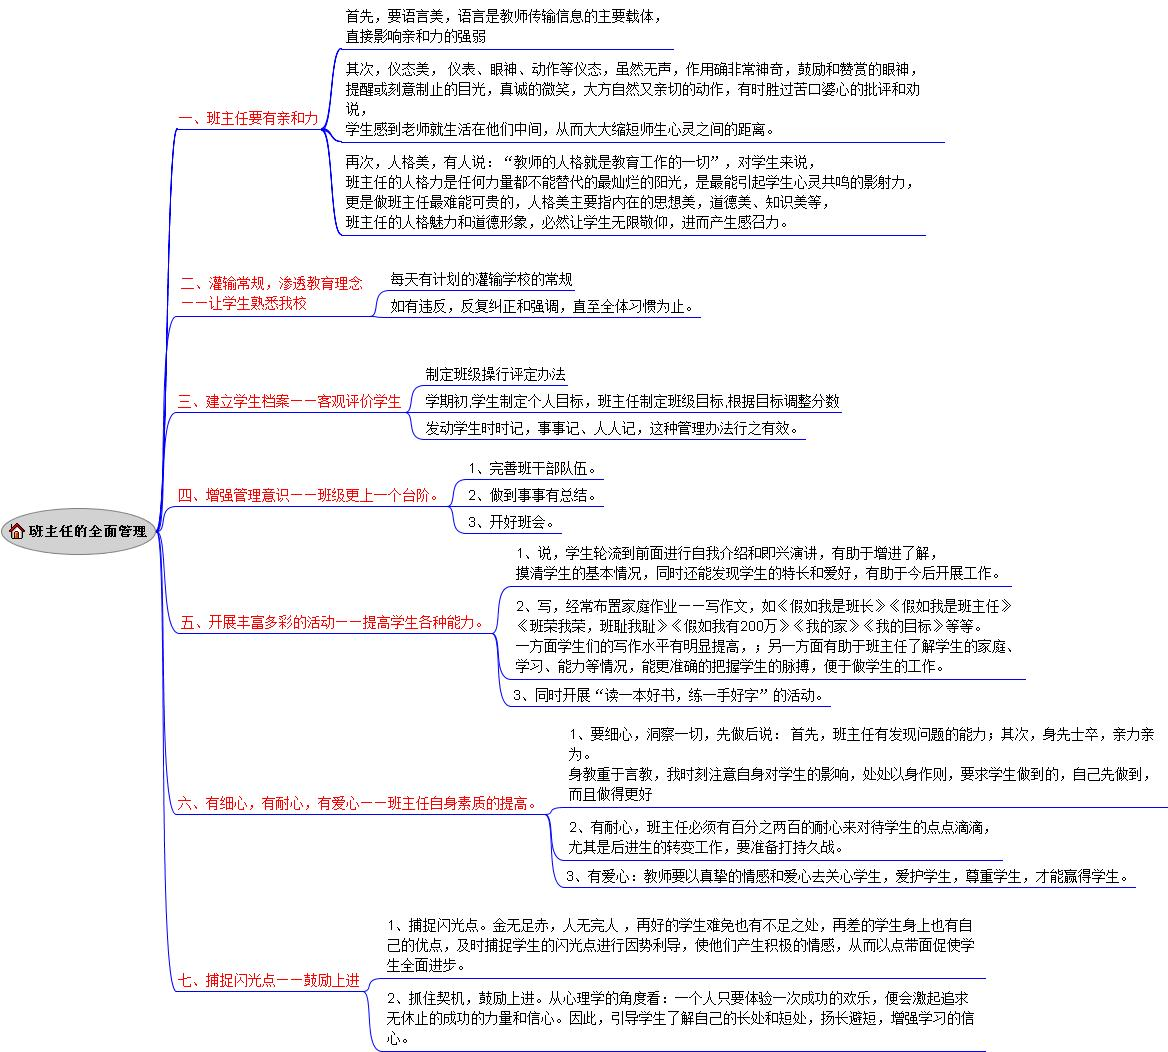 班主任的全面管理
一、班主任要有亲和力
首先，要语言美，语言是教师传输信息的主要载体，
直接影响亲和力的强弱
其次，仪态美， 仪表、眼神、动作等仪态，虽然无声，作用确非常神奇，鼓励和赞赏的眼神，
提醒或刻意制止的目光，真诚的微笑，大方自然又亲切的动作，有时胜过苦口婆心的批评和劝
说，
学生感到老师就生活在他们中间，从而大大缩短师生心灵之间的距离。
再次，人格美，有人说：“教师的人格就是教育工作的一切”，对学生来说，
班主任的人格力是任何力量都不能替代的最灿烂的阳光，是最能引起学生心灵共鸣的影射力，
更是做班主任最难能可贵的，人格美主要指内在的思想美，道德美、知识美等，
班主任的人格魅力和道德形象，必然让学生无限敬仰，进而产生感召力。
二、灌输常规，渗透教育理念
——让学生熟悉我校
每天有计划的灌输学校的常规
如有违反，反复纠正和强调，直至全体习惯为止。
三、建立学生档案——客观评价学生
制定班级操行评定办法
学期初,学生制定个人目标，班主任制定班级目标,根据目标调整分数
发动学生时时记，事事记、人人记，这种管理办法行之有效。
四、增强管理意识——班级更上一个台阶。
1、完善班干部队伍。
2、做到事事有总结。
3、开好班会。
五、开展丰富多彩的活动——提高学生各种能力。
1、说，学生轮流到前面进行自我介绍和即兴演讲，有助于增进了解，
摸清学生的基本情况，同时还能发现学生的特长和爱好，有助于今后开展工作。
2、写，经常布置家庭作业——写作文，如《假如我是班长》《假如我是班主任》
《班荣我荣，班耻我耻》《假如我有200万》《我的家》《我的目标》等等。
一方面学生们的写作水平有明显提高，；另一方面有助于班主任了解学生的家庭、
学习、能力等情况，能更准确的把握学生的脉搏，便于做学生的工作。
3、同时开展“读一本好书，练一手好字”的活动。
六、有细心，有耐心，有爱心——班主任自身素质的提高。
1、要细心，洞察一切，先做后说： 首先，班主任有发现问题的能力；其次，身先士卒，亲力亲
为。
身教重于言教，我时刻注意自身对学生的影响，处处以身作则，要求学生做到的，自己先做到，
而且做得更好
2、有耐心，班主任必须有百分之两百的耐心来对待学生的点点滴滴，
尤其是后进生的转变工作，要准备打持久战。
3、有爱心：教师要以真挚的情感和爱心去关心学生，爱护学生，尊重学生，才能赢得学生。
七、捕捉闪光点——鼓励上进
1、捕捉闪光点。金无足赤，人无完人 ，再好的学生难免也有不足之处，再差的学生身上也有自
己的优点，及时捕捉学生的闪光点进行因势利导，使他们产生积极的情感，从而以点带面促使学
生全面进步。
2、抓住契机，鼓励上进。从心理学的角度看：一个人只要体验一次成功的欢乐，便会激起追求
无休止的成功的力量和信心。因此，引导学生了解自己的长处和短处，扬长避短，增强学习的信
心。